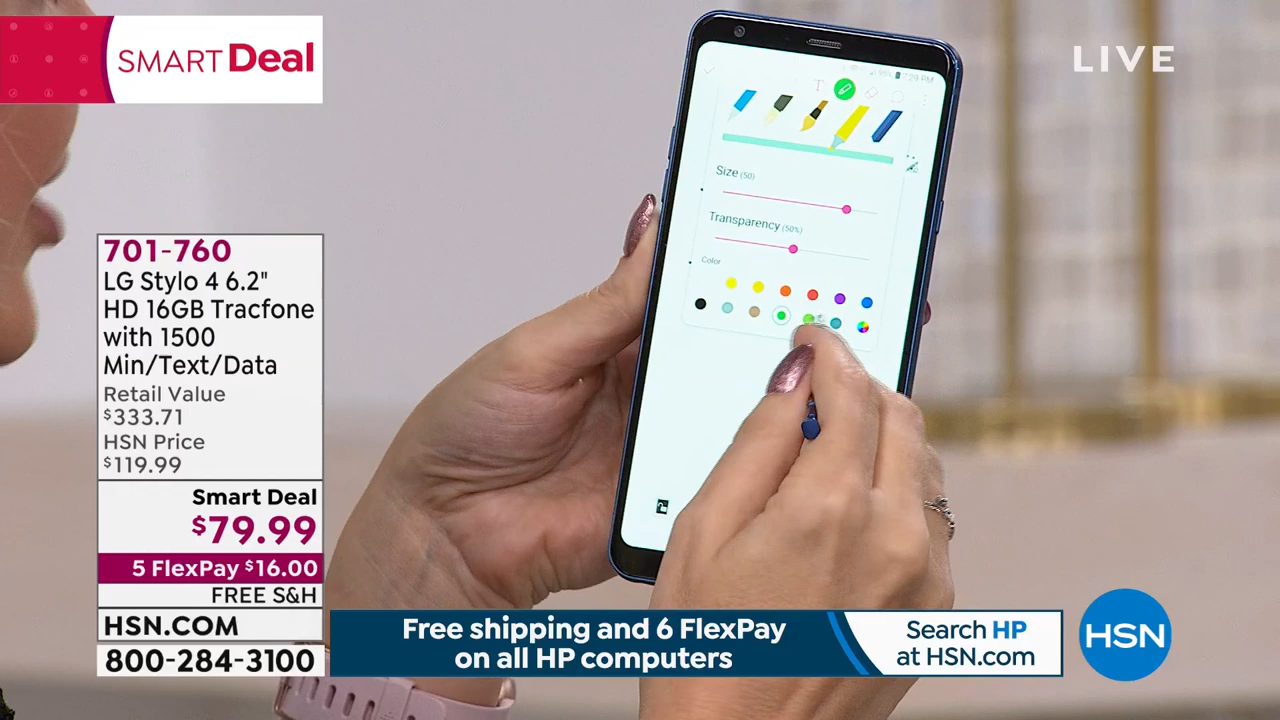 SMART Deal
LIVE
701-760
LG Stylo 4 6.2"
HD 16GB Tracfone
with 1500
Min/Text/Data
Retail Value
$333.71
HSN Price
$119.99
Smart Deal
$79.99
5 FlexPay $16.00
FREE S&H
HSN.COM
800-284-3100
T
Size (50)
Transparency (50%)
Color
Free shipping and 6 FlexPay
on all HP computers
Search HP
at HSN.com
HSN